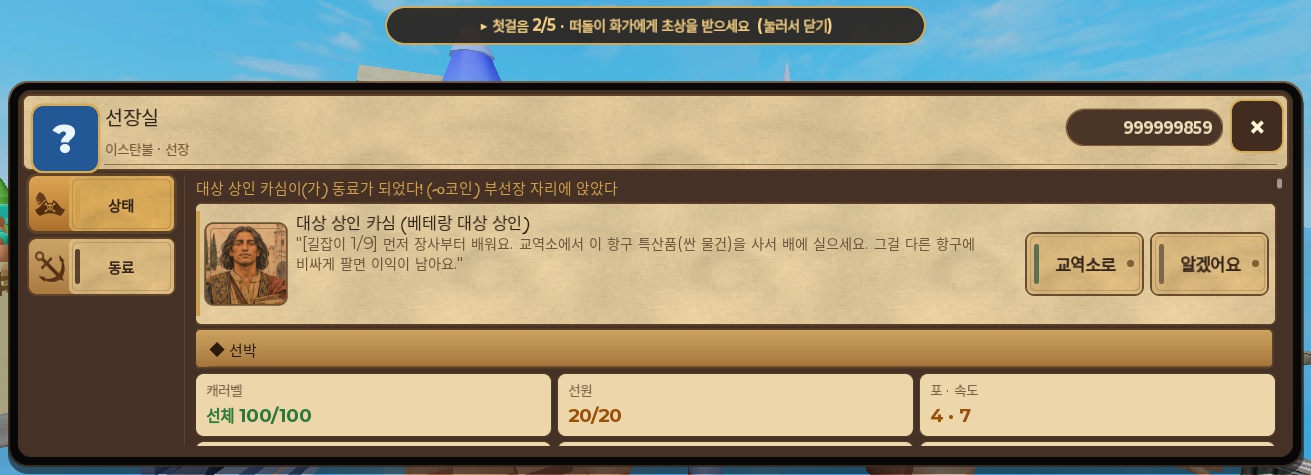 ▸ 첫걸음 2/5 · 떠돌이 화가에게 초상을 받으세요 (눌러서 닫기)
?
선장실
이스탄불 · 선장
999999859
×
상태
동료
대상 상인 카심이(가) 동료가 되었다! (-0코인) 부선장 자리에 앉았다
대상 상인 카심 (베테랑 대상 상인)
"[길잡이 1/9] 먼저 장사부터 배워요. 교역소에서 이 항구 특산품(싼 물건)을 사서 배에 실으세요. 그걸 다른 항구에
비싸게 팔면 이익이 남아요."
교역소로
알겠어요
◆ 선박
캐러벨
선체 100/100
선원
20/20
포 · 속도
4 · 7